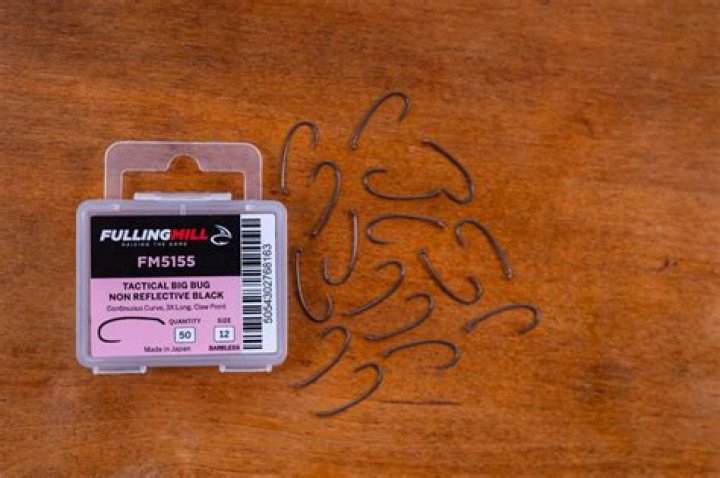 FULLINGMILL
RAISING THE GAME
FM5155
TACTICAL BIG BUG
NON REFLECTIVE BLACK
(Continuous Curve, 3X Long, Claw Point)
QUANTITY SIZE
50 12
Made in Japan BARBLESS
5054302766163